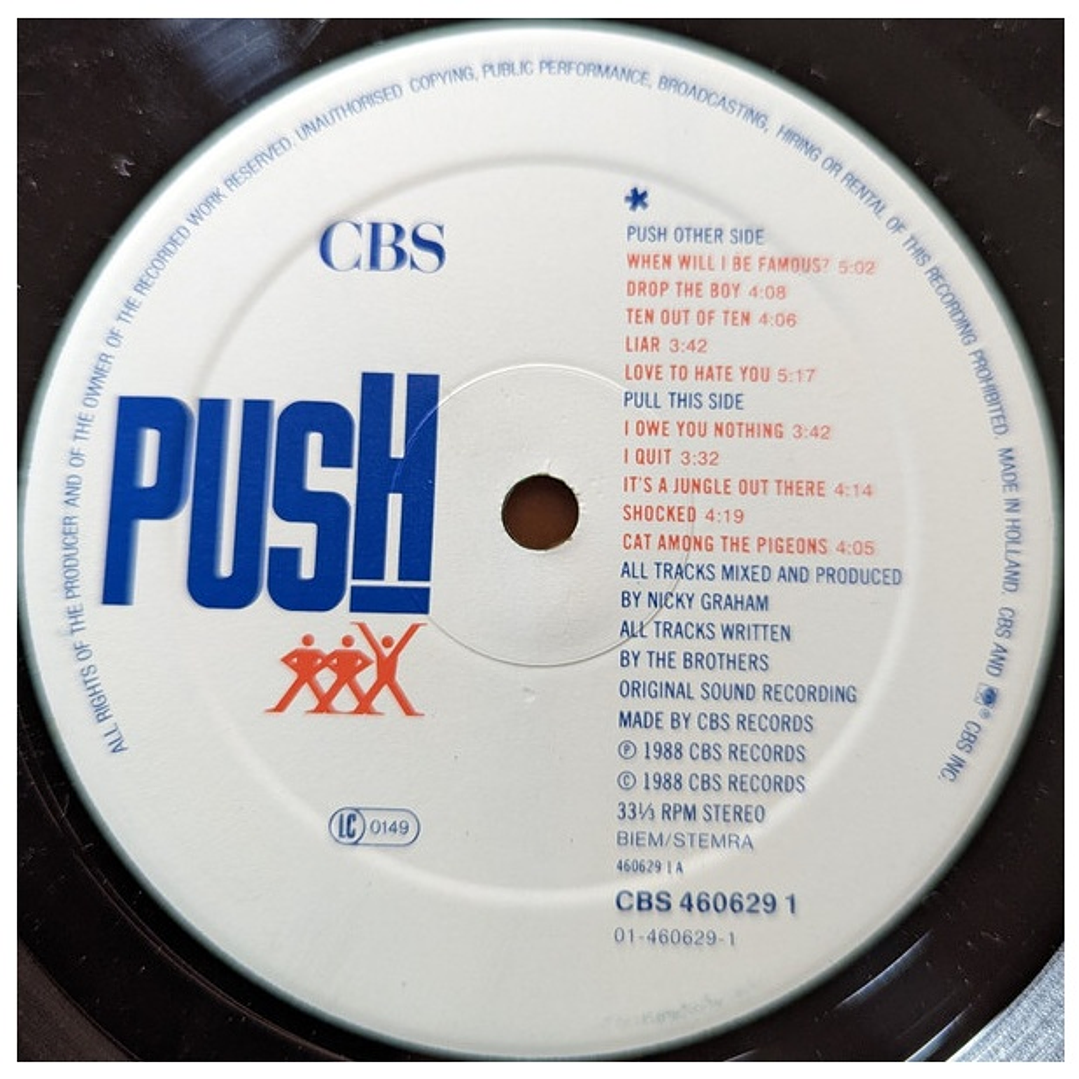 ALL RIGHTS OF THE PRODUCER AND OF THE OWNER OF THE RECORDED WORK RESERVED. UNAUTHORISED COPYING, PUBLIC PERFORMANCE, BROADCASTING, HIRING OR RENTAL OF THIS RECORDING PROHIBITED. MADE IN HOLLAND. CBS AND ® CBS INC.
CBS
PUSH
LC 0149
*
PUSH OTHER SIDE
WHEN WILL I BE FAMOUS? 5:02
DROP THE BOY 4:08
TEN OUT OF TEN 4:06
LIAR 3:42
LOVE TO HATE YOU 5:17
PULL THIS SIDE
I OWE YOU NOTHING 3:42
I QUIT 3:32
IT'S A JUNGLE OUT THERE 4:14
SHOCKED 4:19
CAT AMONG THE PIGEONS 4:05
ALL TRACKS MIXED AND PRODUCED
BY NICKY GRAHAM
ALL TRACKS WRITTEN
BY THE BROTHERS
ORIGINAL SOUND RECORDING
MADE BY CBS RECORDS
℗ 1988 CBS RECORDS
© 1988 CBS RECORDS
33⅓ RPM STEREO
BIEM/STEMRA
460629 1 A
CBS 460629 1
01-460629-1